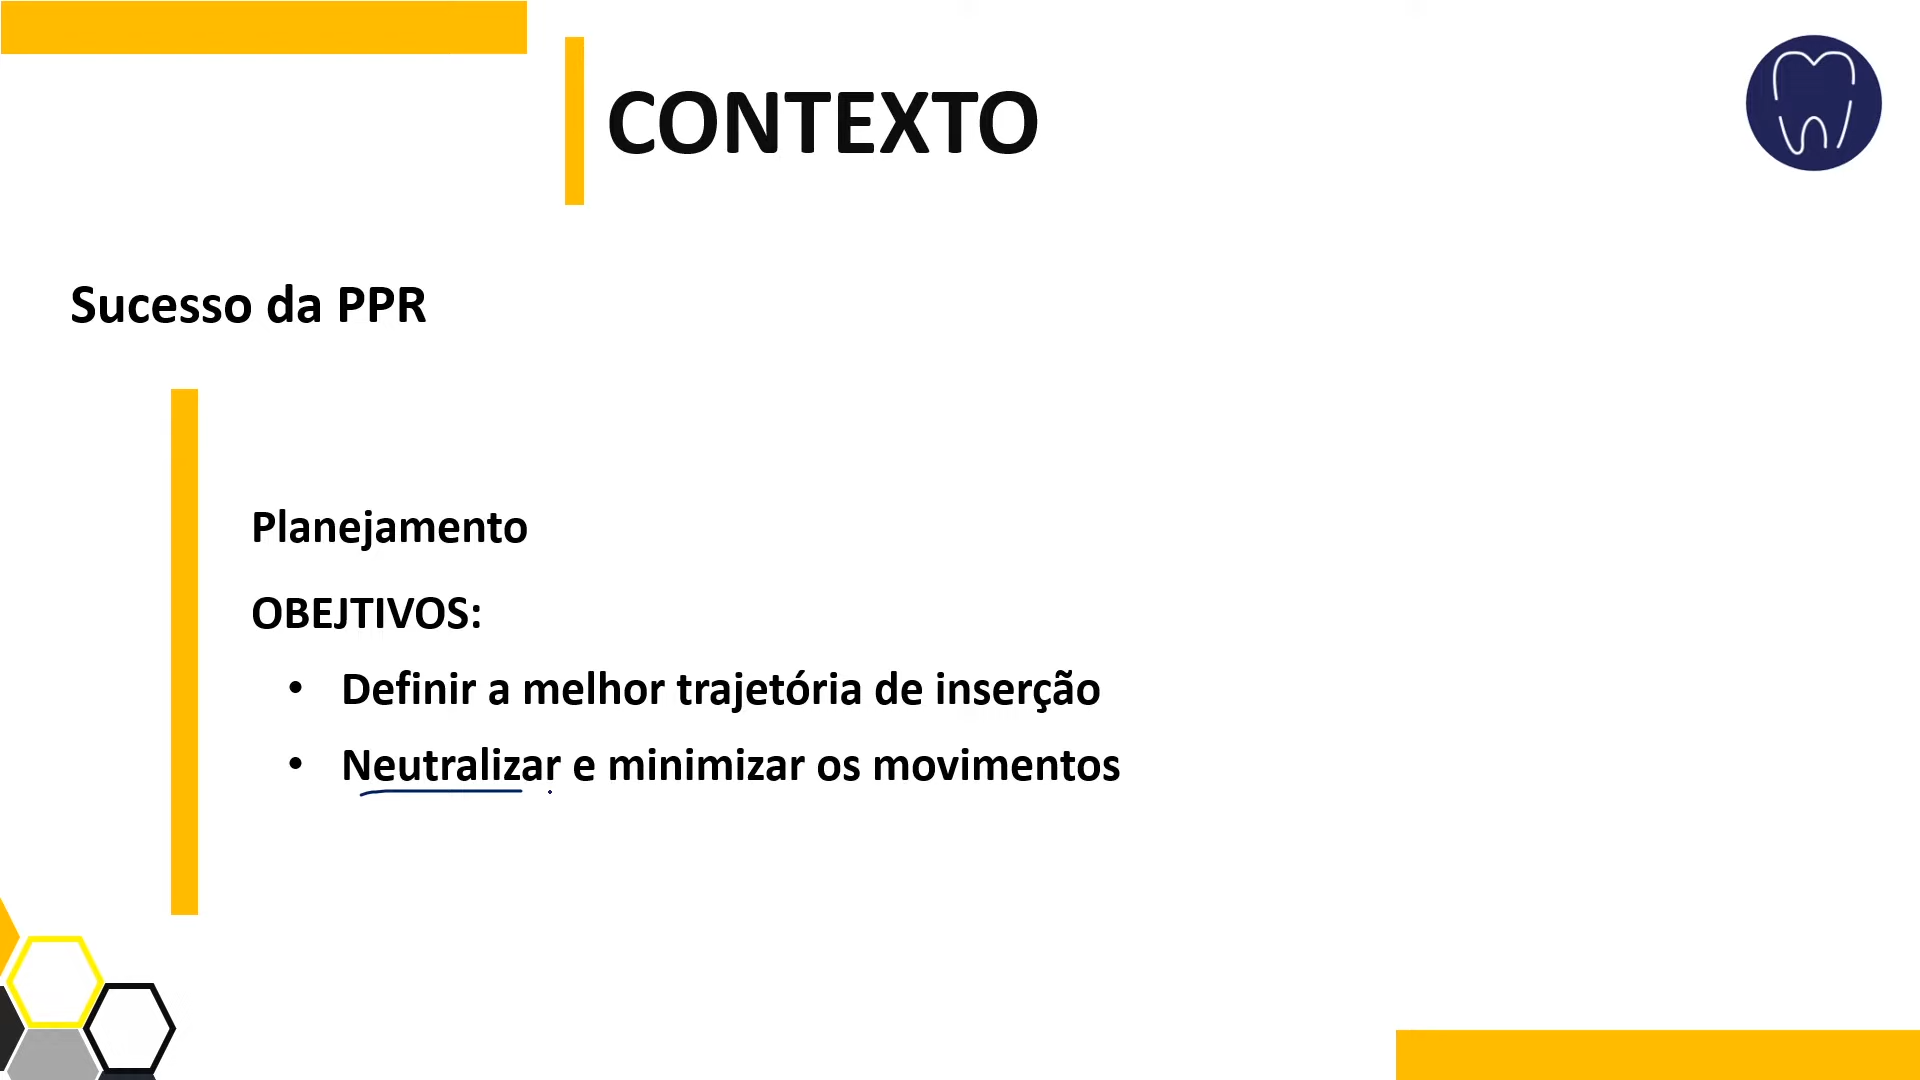 CONTEXTO
Sucesso da PPR
Planejamento
OBEJTIVOS:
• Definir a melhor trajetória de inserção
• Neutralizar e minimizar os movimentos